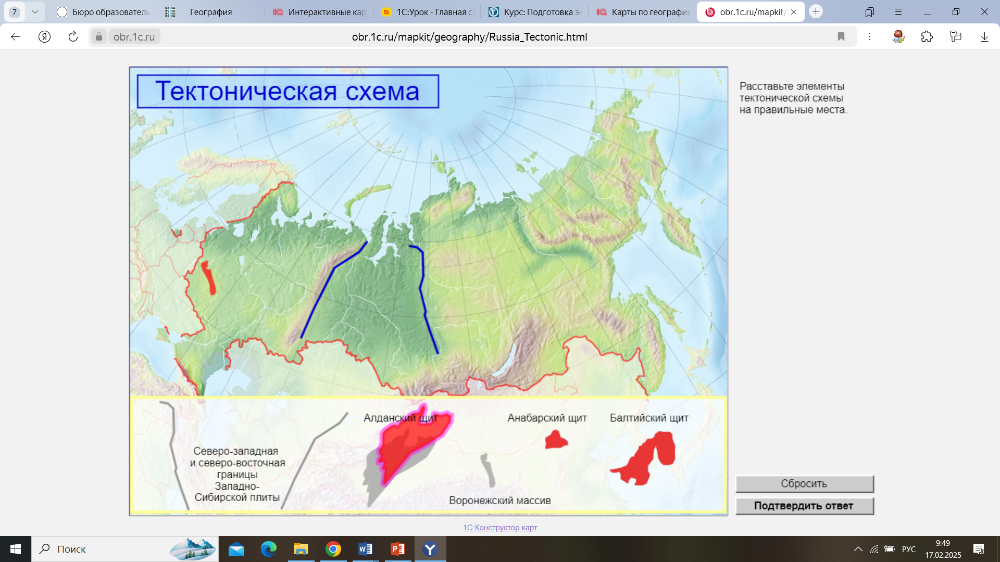 7
Бюро образователь
География
Интерактивные кар
1С:Урок - Главная ст
Курс: Подготовка эк
Карты по географии
obr.1c.ru/mapkit/
obr.1c.ru
obr.1c.ru/mapkit/geography/Russia_Tectonic.html
Тектоническая схема
Расставьте элементы
тектонической схемы
на правильные места.
Алданский щит
Анабарский щит
Балтийский щит
Северо-западная
и северо-восточная
границы
Западно-
Сибирской плиты
Воронежский массив
Сбросить
Подтвердить ответ
1С:Конструктор карт
Поиск
РУС
9:49
17.02.2025